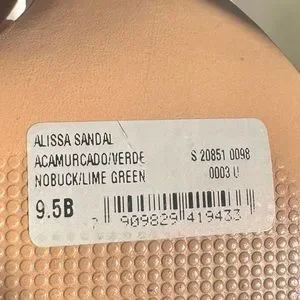 ALISSA SANDAL
ACAMURCADO/VERDE S 20851 0098
NOBUCK/LIME GREEN 0003 U
9.5B
7 909829 419433